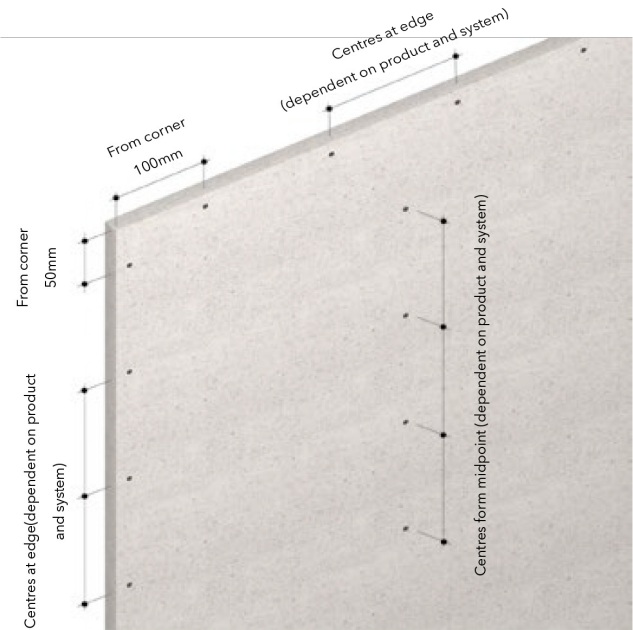 Centres at edge
(dependent on product and system)
From corner
100mm
From corner
50mm
Centres at edge(dependent on product
and system)
Centres form midpoint (dependent on product and system)